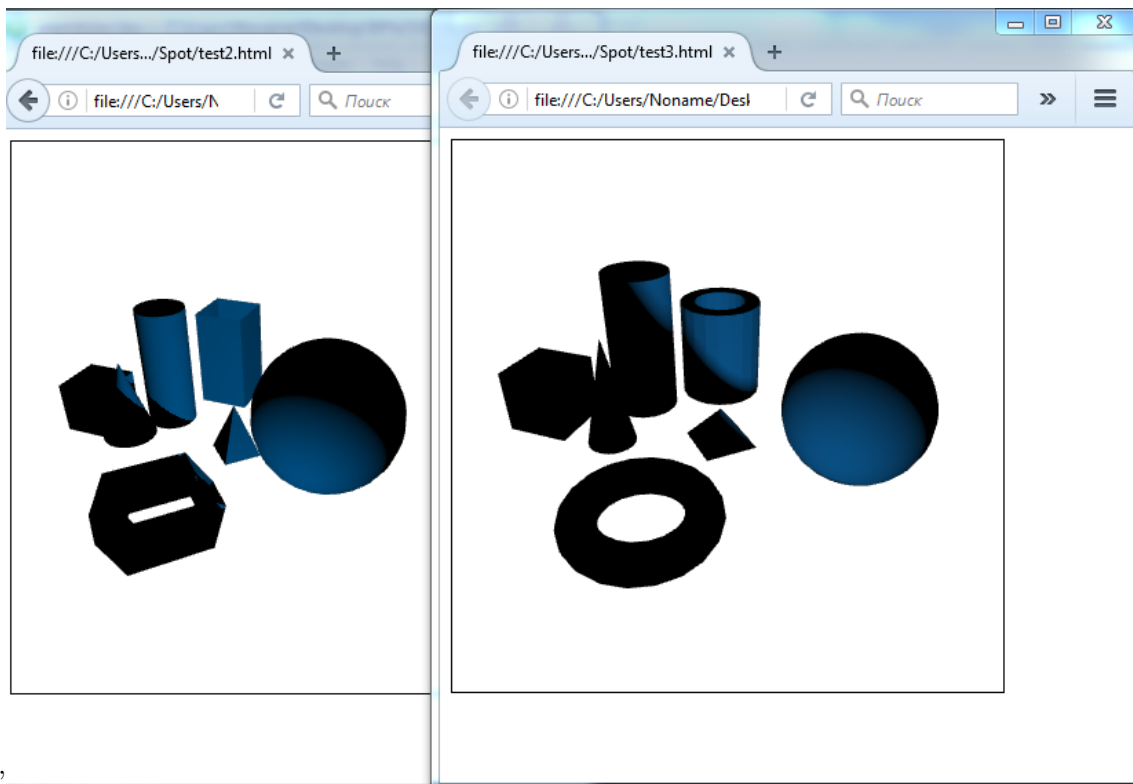 file:///C:/Users.../Spot/test2.html
file:///C:/Users/N
Поиск
file:///C:/Users.../Spot/test3.html
file:///C:/Users/Noname/Desk
Поиск
,